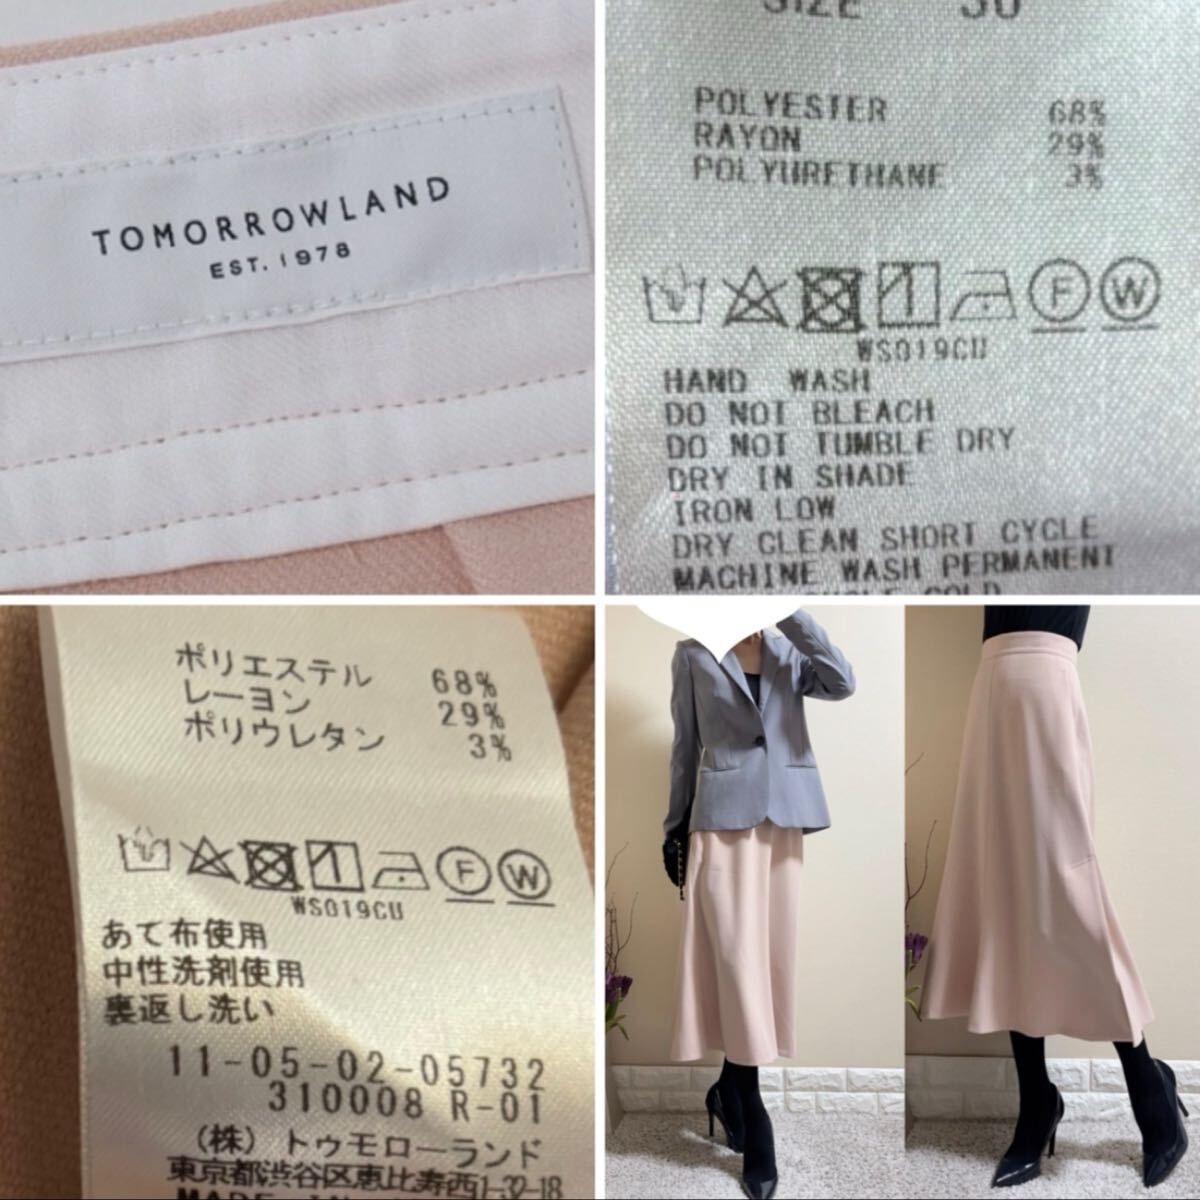 TOMORROWLAND
EST. 1978
SIZE
POLYESTER 68%
RAYON 29%
POLYURETHANE 3%
F W
WS019CU
HAND WASH
DO NOT BLEACH
DO NOT TUMBLE DRY
DRY IN SHADE
IRON LOW
DRY CLEAN SHORT CYCLE
MACHINE WASH PERMANENT
COLD
ポリエステル 68%
レーヨン 29%
ポリウレタン 3%
F W
WS019CU
あて布使用
中性洗剤使用
裏返し洗い
11-05-02-05732
310008 R-01
(株) トゥモローランド
東京都渋谷区恵比寿西1-32-18
MADE IN